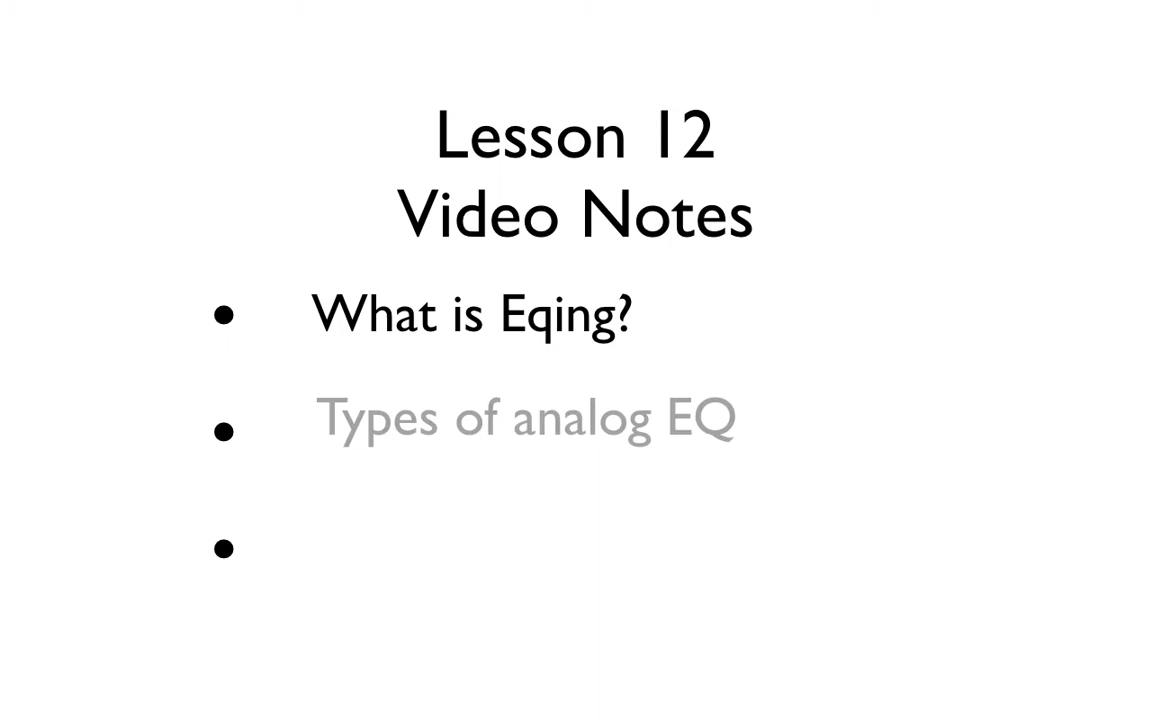 Lesson 12
Video Notes
• What is Eqing?
• Types of analog EQ
•